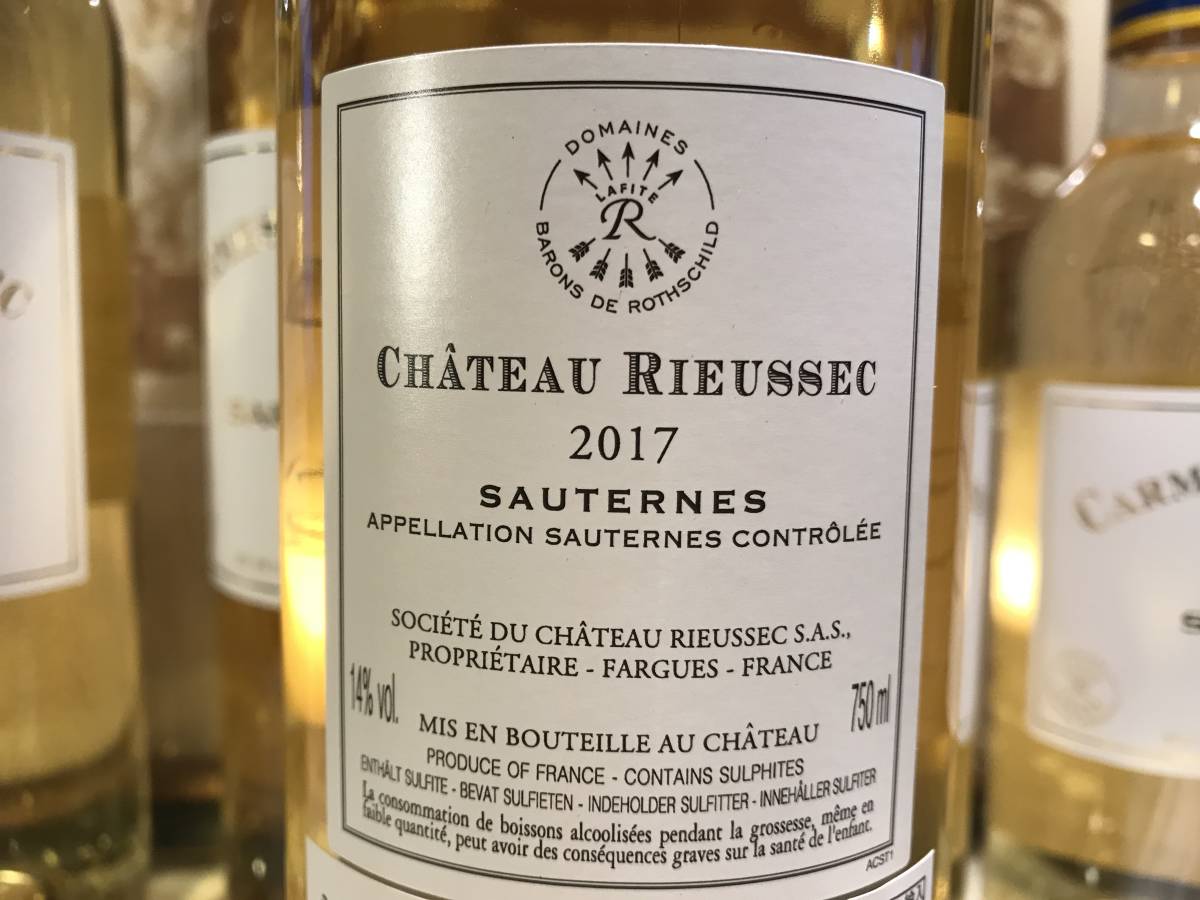 DOMAINES
LAFITE
R
BARONS DE ROTHSCHILD
CHÂTEAU RIEUSSEC
2017
SAUTERNES
APPELLATION SAUTERNES CONTRÔLÉE
SOCIÉTÉ DU CHÂTEAU RIEUSSEC S.A.S.,
PROPRIÉTAIRE - FARGUES - FRANCE
14% vol.
750 ml
MIS EN BOUTEILLE AU CHÂTEAU
PRODUCE OF FRANCE - CONTAINS SULPHITES
ENTHÄLT SULFITE - BEVAT SULFIETEN - INDEHOLDER SULFITTER - INNEHÅLLER SULFITER
La consommation de boissons alcoolisées pendant la grossesse, même en
faible quantité, peut avoir des conséquences graves sur la santé de l'enfant.
ACST1
CARM